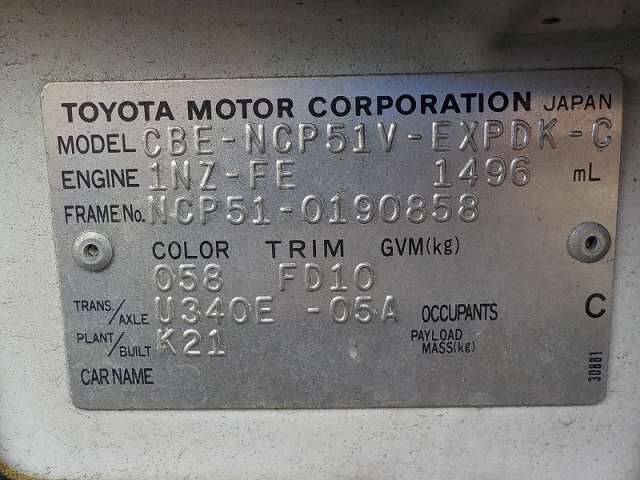 TOYOTA MOTOR CORPORATION JAPAN
MODEL CBE-NCP51V-EXPDK-C
ENGINE 1NZ-FE 1496 mL
FRAME No. NCP51-0190858
COLOR TRIM GVM(kg)
058 FD10
TRANS./AXLE U340E -05A OCCUPANTS C
PLANT/BUILT K21 PAYLOAD MASS(kg)
CAR NAME
30881